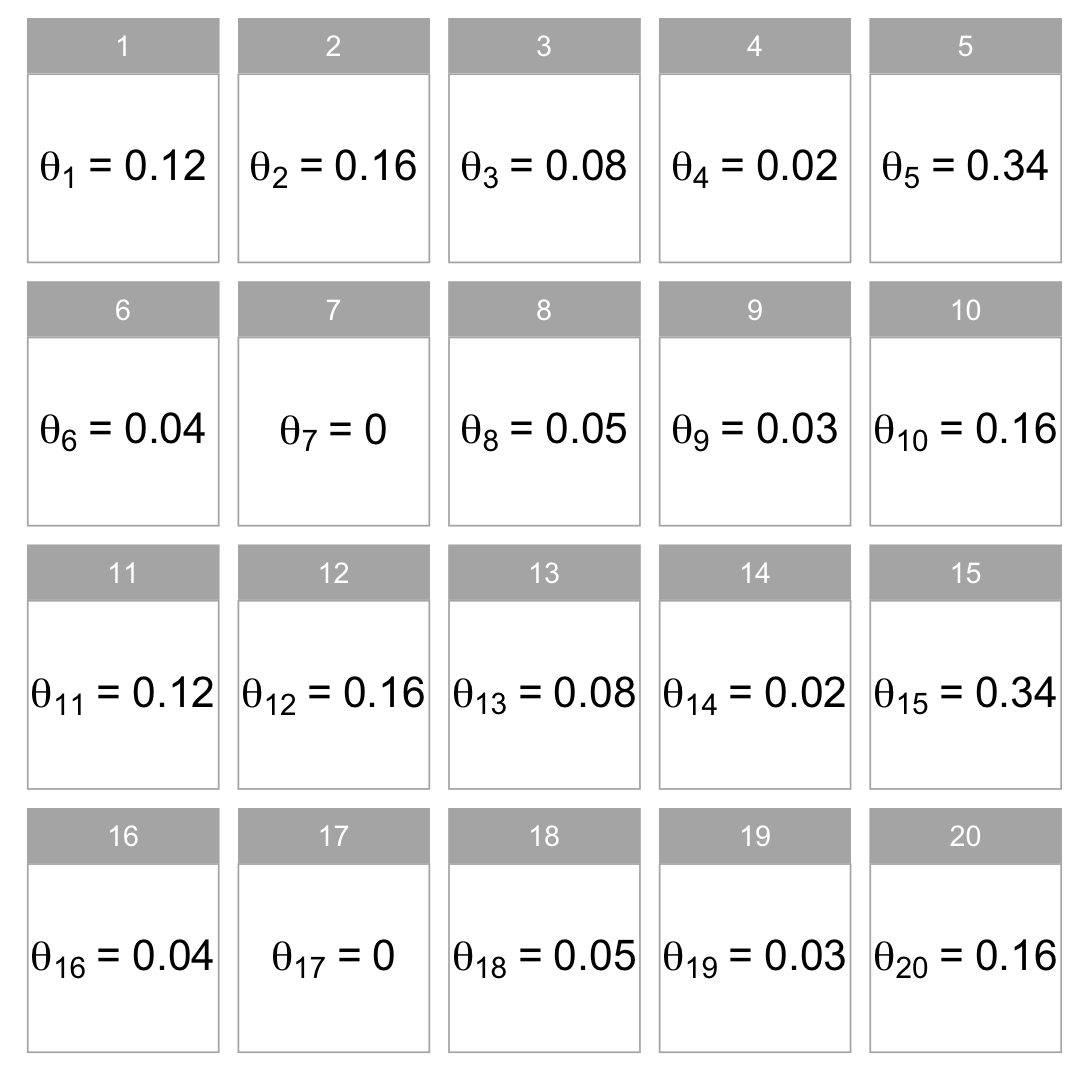 1 2 3 4 5
θ1 = 0.12 θ2 = 0.16 θ3 = 0.08 θ4 = 0.02 θ5 = 0.34
6 7 8 9 10
θ6 = 0.04 θ7 = 0 θ8 = 0.05 θ9 = 0.03 θ10 = 0.16
11 12 13 14 15
θ11 = 0.12 θ12 = 0.16 θ13 = 0.08 θ14 = 0.02 θ15 = 0.34
16 17 18 19 20
θ16 = 0.04 θ17 = 0 θ18 = 0.05 θ19 = 0.03 θ20 = 0.16